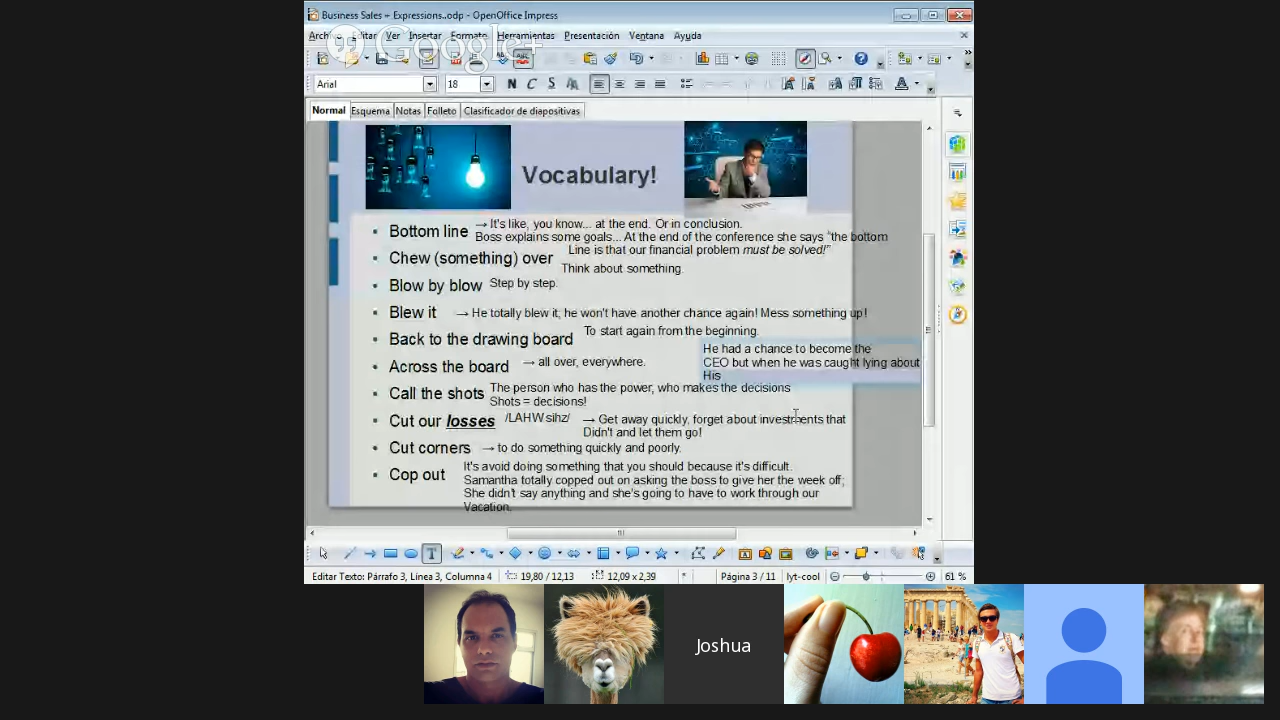 Business Sales = Expressions..odp - OpenOffice Impress
Google+
Archivo Editar Ver Insertar Formato Herramientas Presentación Ventana Ayuda
Arial 18 N C S
Normal Esquema Notas Folleto Clasificador de diapositivas
Vocabulary!
Bottom line → It's like, you know... at the end. Or in conclusion.
Boss explains some goals... At the end of the conference she says "the bottom
Line is that our financial problem must be solved!"
Chew (something) over Think about something.
Blow by blow Step by step.
Blew it → He totally blew it, he won't have another chance again! Mess something up!
Back to the drawing board To start again from the beginning.
He had a chance to become the
CEO but when he was caught lying about
His
Across the board → all over, everywhere.
Call the shots The person who has the power, who makes the decisions
Shots = decisions!
Cut our losses /LAHW sihz/ → Get away quickly, forget about investments that
Didn't and let them go!
Cut corners → to do something quickly and poorly.
Cop out It's avoid doing something that you should because it's difficult.
Samantha totally copped out on asking the boss to give her the week off;
She didn't say anything and she's going to have to work through our
Vacation.
Editar Texto: Párrafo 3, Línea 3, Columna 4 19,80 / 12,13 12,09 x 2,39 * Página 3 / 11 lyt-cool 61 %
Joshua